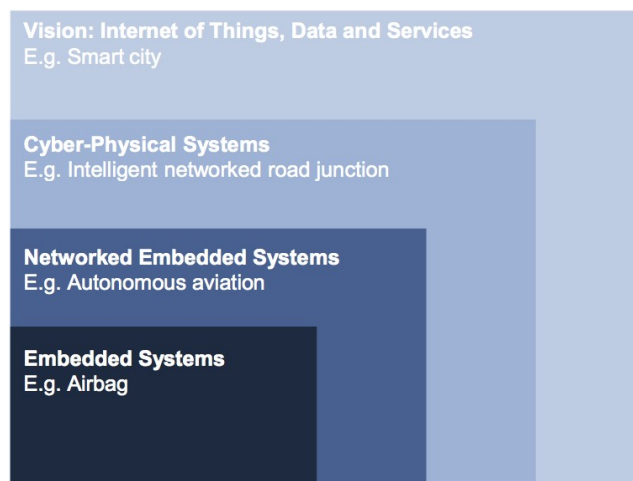 Vision: Internet of Things, Data and Services
E.g. Smart city
Cyber-Physical Systems
E.g. Intelligent networked road junction
Networked Embedded Systems
E.g. Autonomous aviation
Embedded Systems
E.g. Airbag